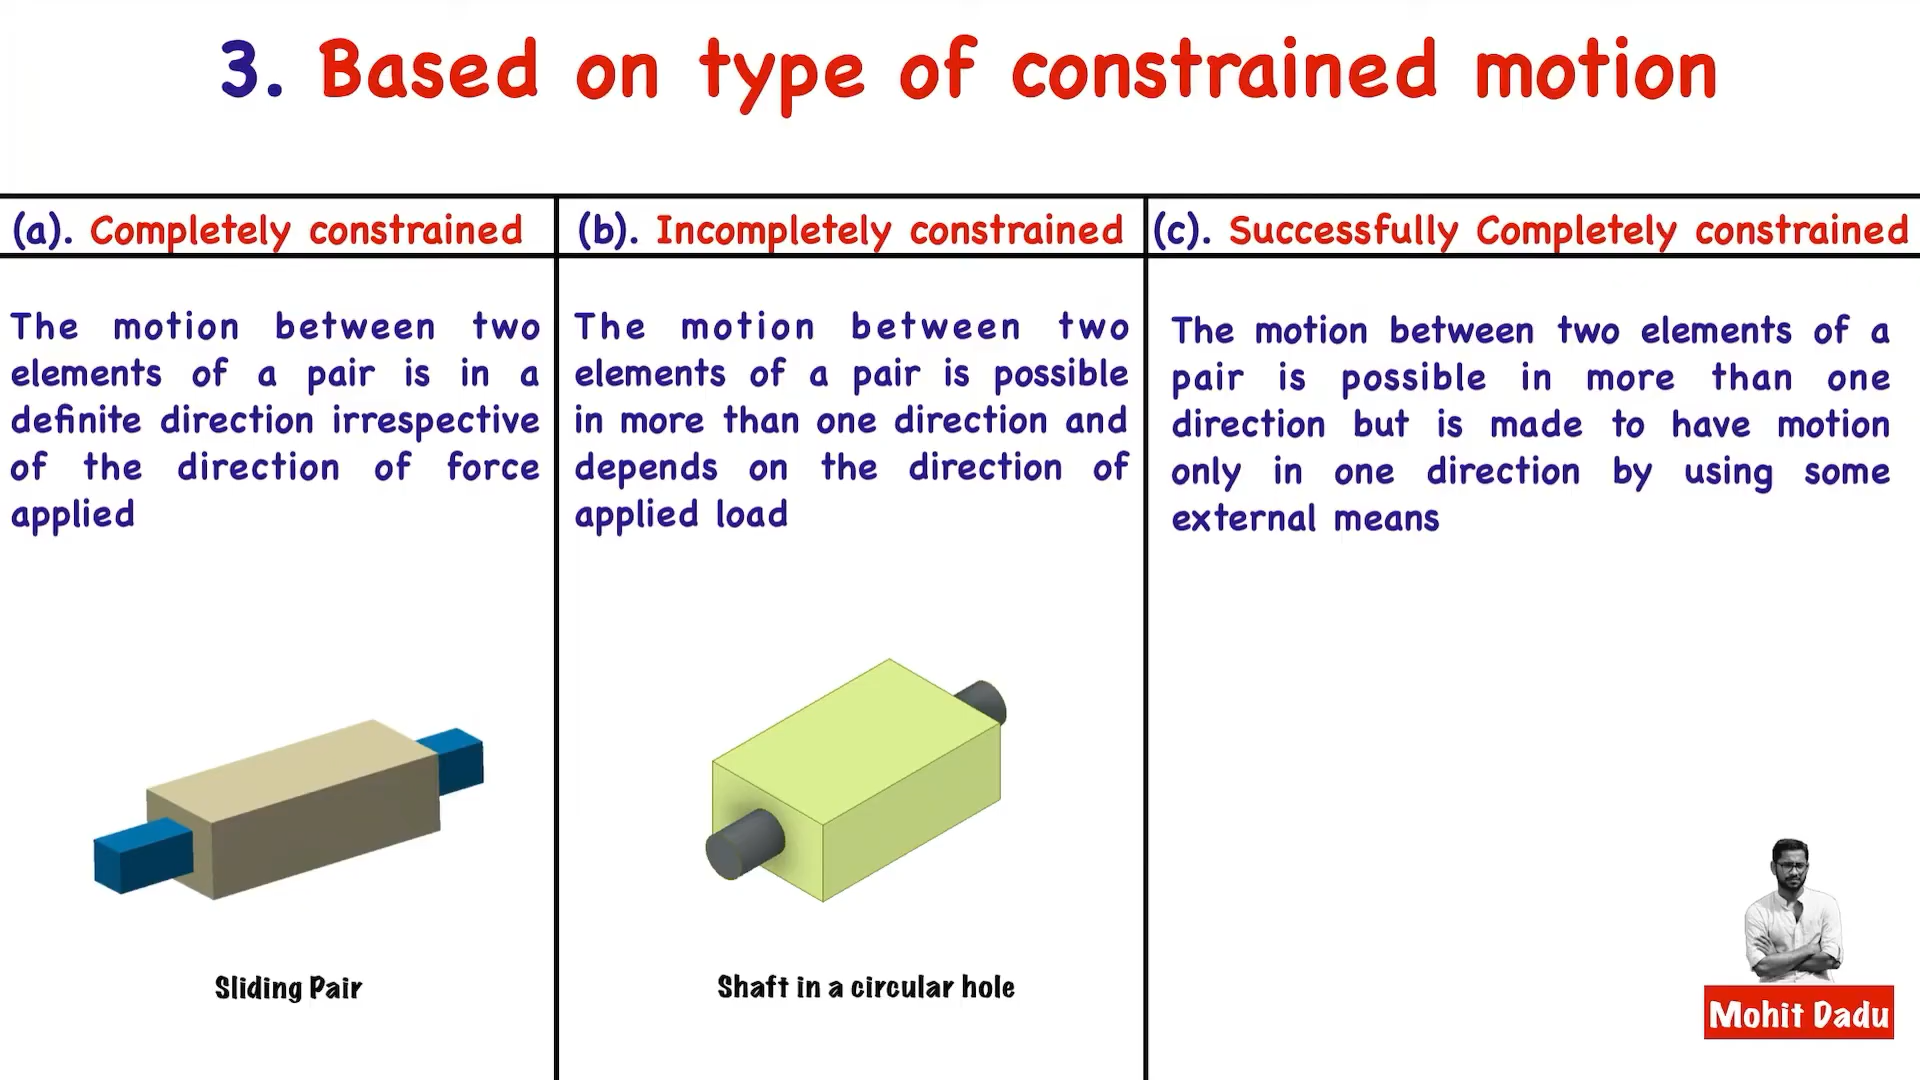 3. Based on type of constrained motion
(a). Completely constrained
The motion between two
elements of a pair is in a
definite direction irrespective
of the direction of force
applied
Sliding Pair
(b). Incompletely constrained
The motion between two
elements of a pair is possible
in more than one direction and
depends on the direction of
applied load
Shaft in a circular hole
(c). Successfully Completely constrained
The motion between two elements of a
pair is possible in more than one
direction but is made to have motion
only in one direction by using some
external means
Mohit Dadu